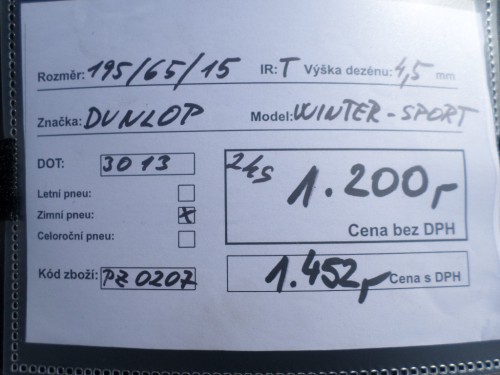 Rozměr: 195/65/15 IR: T Výška dezénu: 4,5 mm
Značka: DUNLOP Model: WINTER-SPORT
DOT: 3013
2ks 1.200,-
Letní pneu:
Zimní pneu: x
Celoroční pneu:
Cena bez DPH
Kód zboží: PZ 0207
1.452,- Cena s DPH